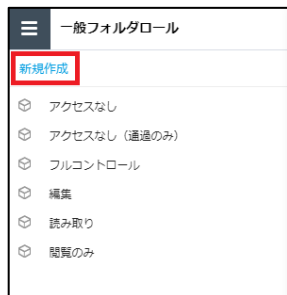 一般フォルダロール
新規作成
アクセスなし
アクセスなし（通過のみ）
フルコントロール
編集
読み取り
閲覧のみ